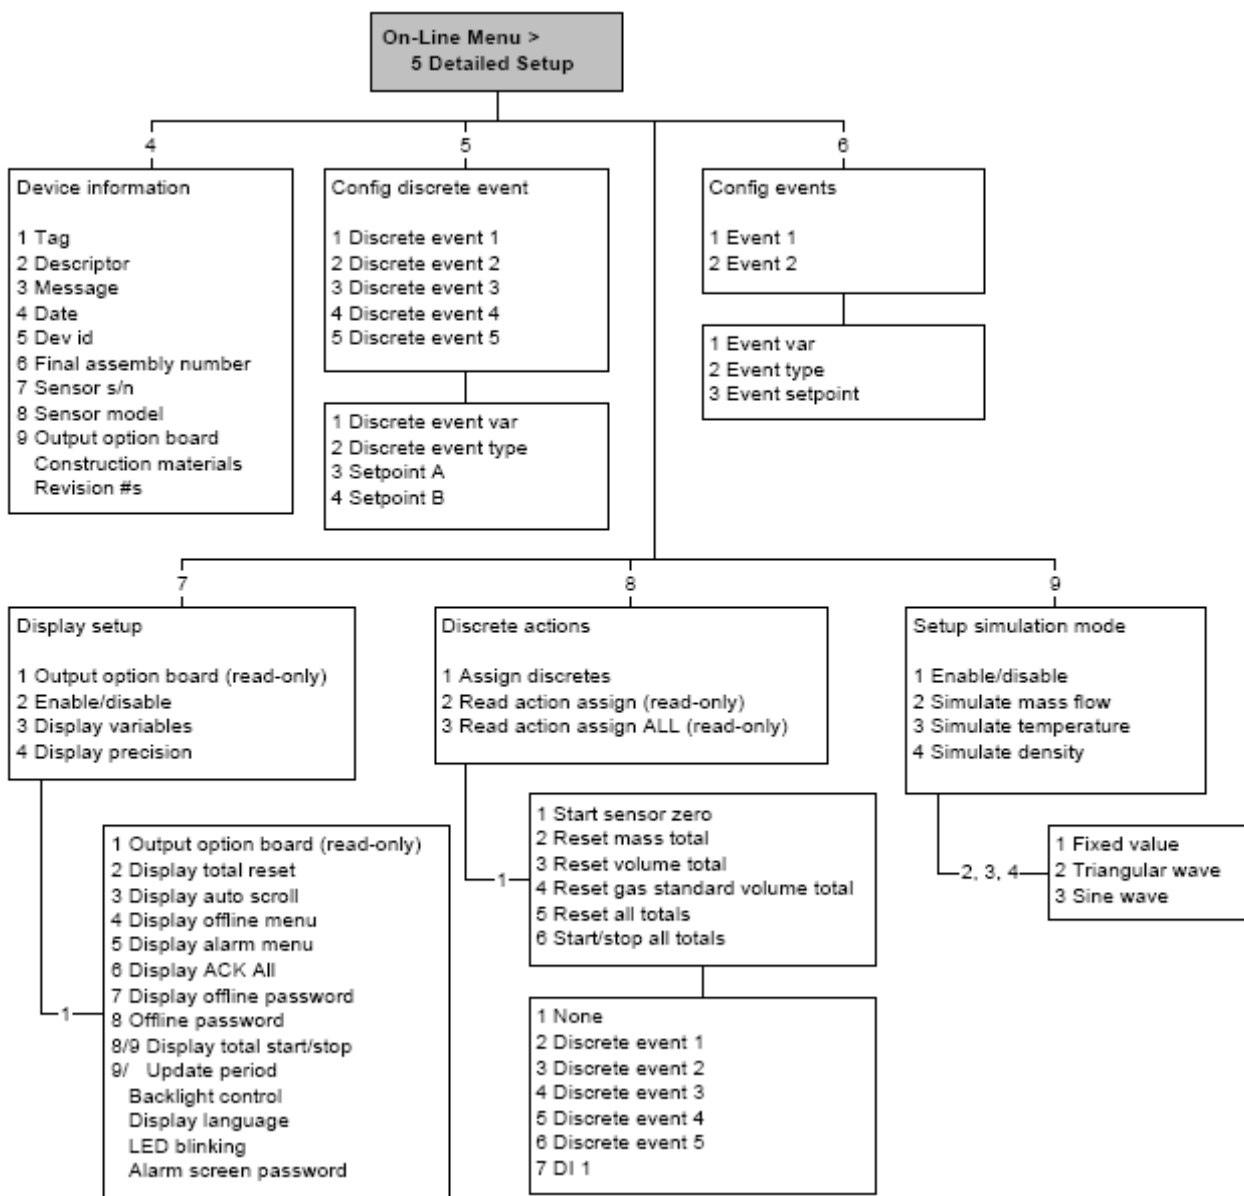 On-Line Menu >
5 Detailed Setup
4
5
6
Device information
1 Tag
2 Descriptor
3 Message
4 Date
5 Dev id
6 Final assembly number
7 Sensor s/n
8 Sensor model
9 Output option board
Construction materials
Revision #s
Config discrete event
1 Discrete event 1
2 Discrete event 2
3 Discrete event 3
4 Discrete event 4
5 Discrete event 5
1 Discrete event var
2 Discrete event type
3 Setpoint A
4 Setpoint B
Config events
1 Event 1
2 Event 2
1 Event var
2 Event type
3 Event setpoint
7
8
9
Display setup
1 Output option board (read-only)
2 Enable/disable
3 Display variables
4 Display precision
1
1 Output option board (read-only)
2 Display total reset
3 Display auto scroll
4 Display offline menu
5 Display alarm menu
6 Display ACK All
7 Display offline password
8 Offline password
8/9 Display total start/stop
9/ Update period
Backlight control
Display language
LED blinking
Alarm screen password
Discrete actions
1 Assign discretes
2 Read action assign (read-only)
3 Read action assign ALL (read-only)
1
1 Start sensor zero
2 Reset mass total
3 Reset volume total
4 Reset gas standard volume total
5 Reset all totals
6 Start/stop all totals
1 None
2 Discrete event 1
3 Discrete event 2
4 Discrete event 3
5 Discrete event 4
6 Discrete event 5
7 DI 1
Setup simulation mode
1 Enable/disable
2 Simulate mass flow
3 Simulate temperature
4 Simulate density
2, 3, 4
1 Fixed value
2 Triangular wave
3 Sine wave